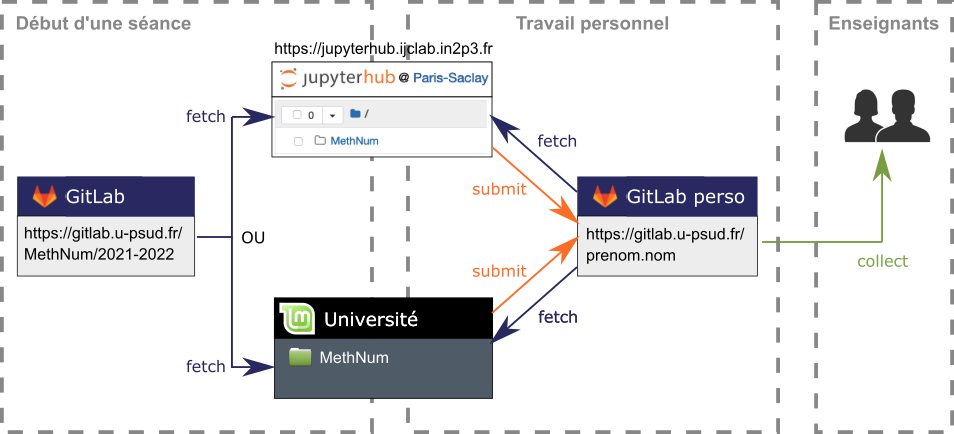 Début d'une séance
Travail personnel
Enseignants
https://jupyterhub.ijclab.in2p3.fr
jupyterhub @ Paris-Saclay
0 /
MethNum
fetch
fetch
submit
GitLab
https://gitlab.u-psud.fr/
MethNum/2021-2022
OU
GitLab perso
https://gitlab.u-psud.fr/
prenom.nom
collect
submit
fetch
Université
MethNum
fetch